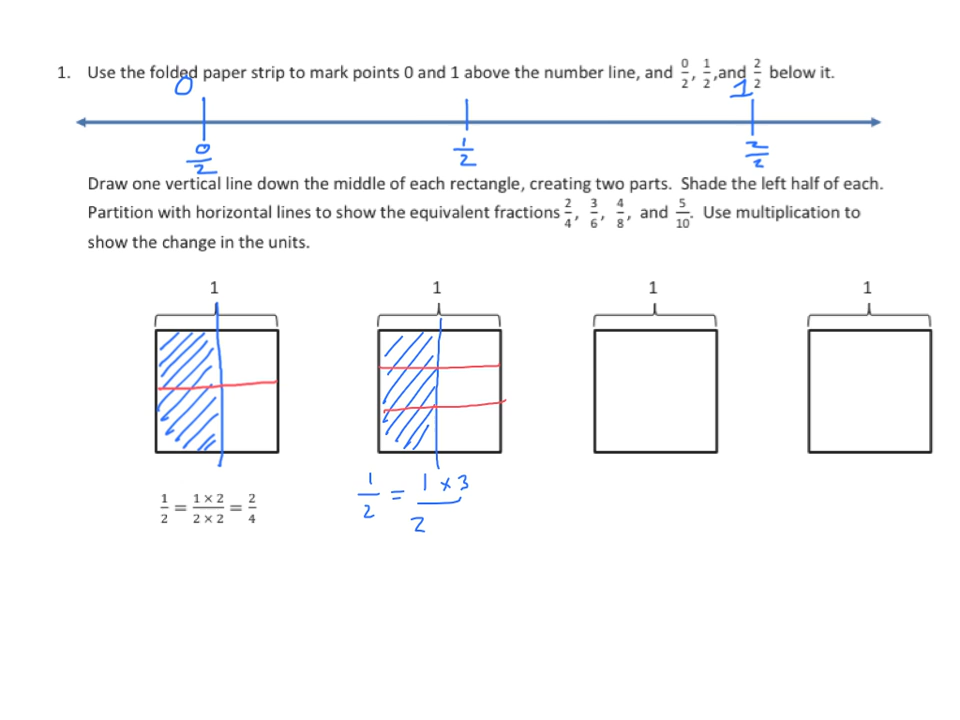 1. Use the folded paper strip to mark points 0 and 1 above the number line, and 0/2, 1/2, and 2/2 below it.
0 1
0/2 1/2 2/2
Draw one vertical line down the middle of each rectangle, creating two parts. Shade the left half of each.
Partition with horizontal lines to show the equivalent fractions 2/4, 3/6, 4/8, and 5/10. Use multiplication to
show the change in the units.
1 1 1 1
1/2 = 1 × 2/2 × 2 = 2/4 1/2 = 1 × 3/2